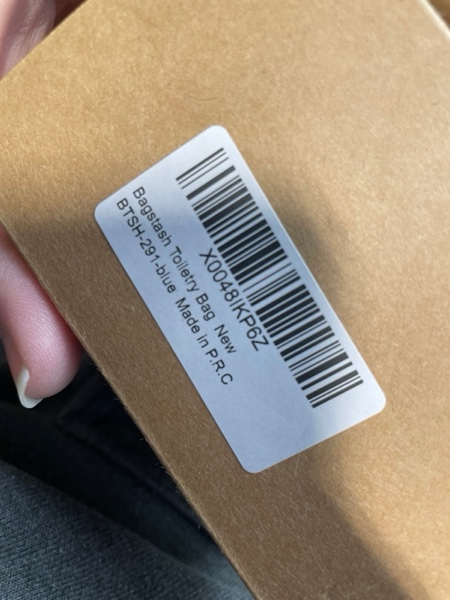 X0048IKP6Z
Bagstash Toiletry Bag New
BTSH-291-blue Made in P.R.C